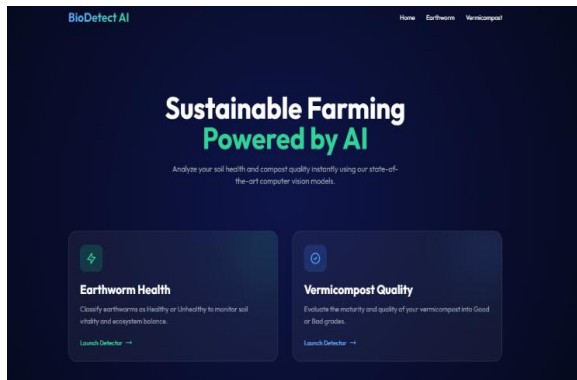 BioDetect AI
Home Earthworm Vermicompost
Sustainable Farming
Powered by AI
Analyze your soil health and compost quality instantly using our state-of-
the-art computer vision models.
Earthworm Health
Classify earthworms as Healthy or Unhealthy to monitor soil
vitality and ecosystem balance.
Launch Detector →
Vermicompost Quality
Evaluate the maturity and quality of your vermicompost into Good
or Bad grades.
Launch Detector →